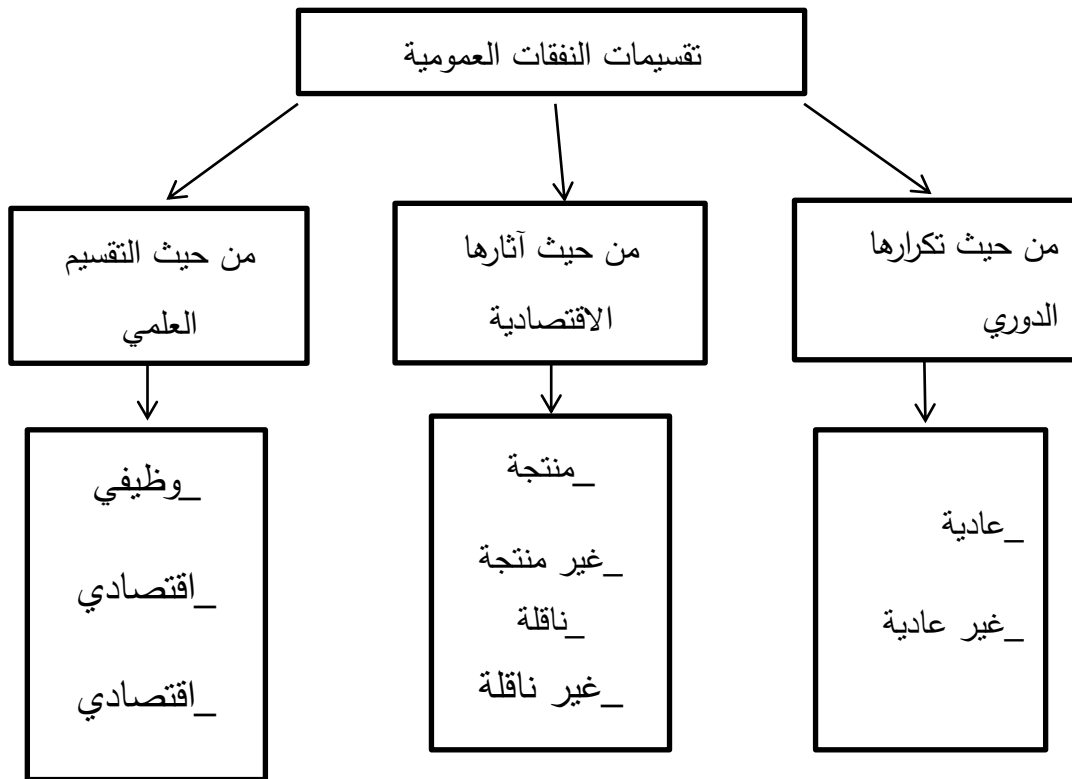 تقسيمات النفقات العمومية
من حيث تكرارها
الدوري
من حيث آثارها
الاقتصادية
من حيث التقسيم
العلمي
_عادية
_غير عادية
_منتجة
_غير منتجة
_ناقلة
_غير ناقلة
_وظيفي
_اقتصادي
_اقتصادي